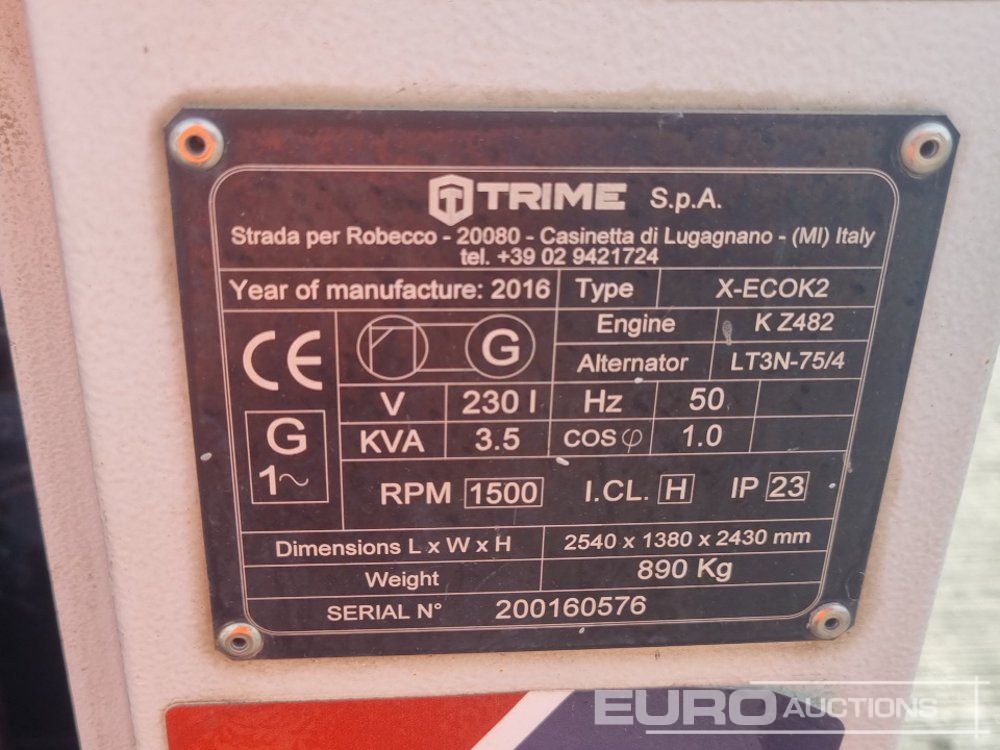 TRIME S.p.A.
Strada per Robecco - 20080 - Casinetta di Lugagnano - (MI) Italy
tel. +39 02 9421724
Year of manufacture: 2016 Type X-ECOK2
Engine K Z482
CE G Alternator LT3N-75/4
V 230 I Hz 50
G KVA 3.5 COS φ 1.0
1~ RPM 1500 I.CL. H IP 23
Dimensions L x W x H 2540 x 1380 x 2430 mm
Weight 890 Kg
SERIAL N° 200160576
EURO AUCTIONS